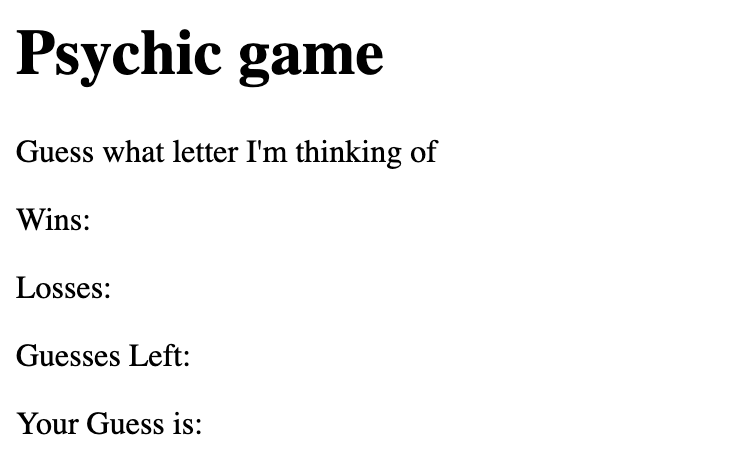 Psychic game
Guess what letter I'm thinking of
Wins:
Losses:
Guesses Left:
Your Guess is: